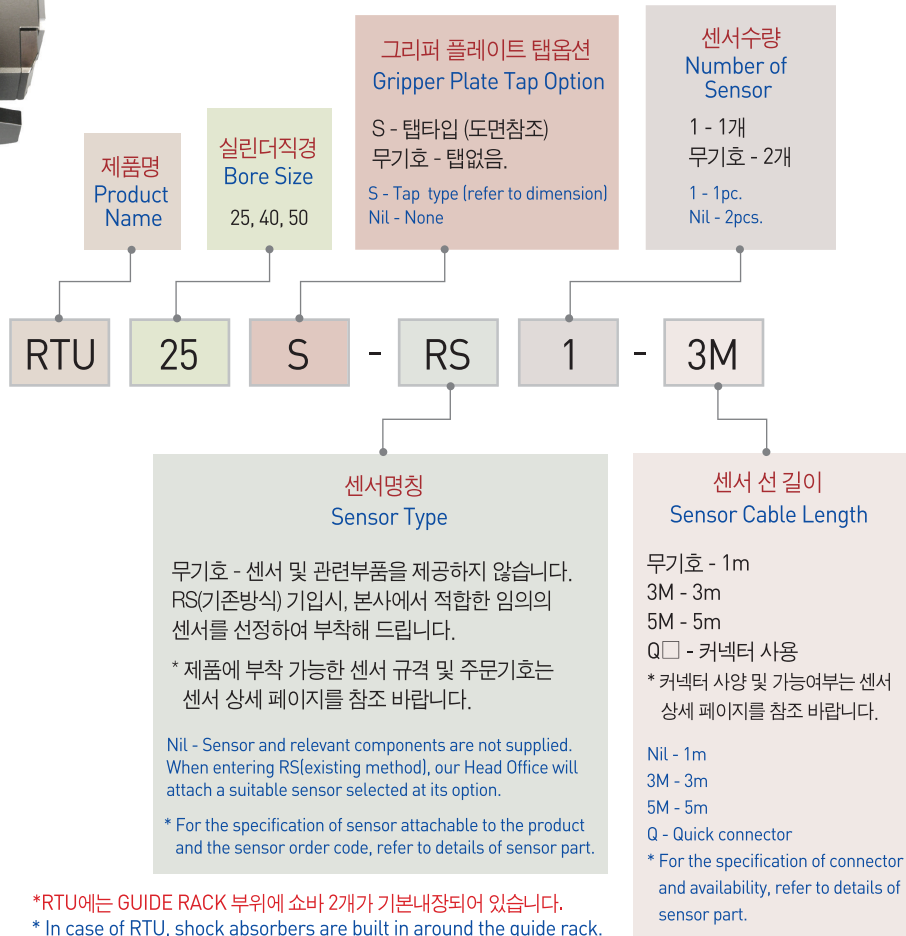 제품명
Product
Name
실린더직경
Bore Size
25, 40, 50
그리퍼 플레이트 탭옵션
Gripper Plate Tap Option
S - 탭타입 (도면참조)
무기호 - 탭없음.
S - Tap type (refer to dimension)
Nil - None
센서수량
Number of
Sensor
1 - 1개
무기호 - 2개
1 - 1pc.
Nil - 2pcs.
RTU 25 S - RS 1 - 3M
센서명칭
Sensor Type
무기호 - 센서 및 관련부품을 제공하지 않습니다.
RS(기존방식) 기입시, 본사에서 적합한 임의의
센서를 선정하여 부착해 드립니다.
* 제품에 부착 가능한 센서 규격 및 주문기호는
센서 상세 페이지를 참조 바랍니다.
Nil - Sensor and relevant components are not supplied.
When entering RS(existing method), our Head Office will
attach a suitable sensor selected at its option.
* For the specification of sensor attachable to the product
and the sensor order code, refer to details of sensor part.
센서 선 길이
Sensor Cable Length
무기호 - 1m
3M - 3m
5M - 5m
Q□ - 커넥터 사용
* 커넥터 사양 및 가능여부는 센서
상세 페이지를 참조 바랍니다.
Nil - 1m
3M - 3m
5M - 5m
Q - Quick connector
* For the specification of connector
and availability, refer to details of
sensor part.
*RTU에는 GUIDE RACK 부위에 쇼바 2개가 기본내장되어 있습니다.
* In case of RTU, shock absorbers are built in around the guide rack.